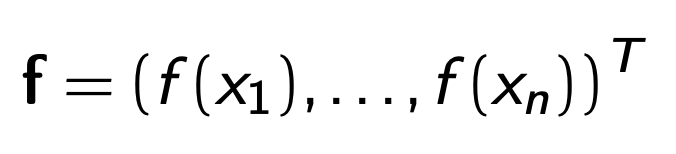 𝐟 = (f(x₁), . . . , f(xₙ))ᵀ